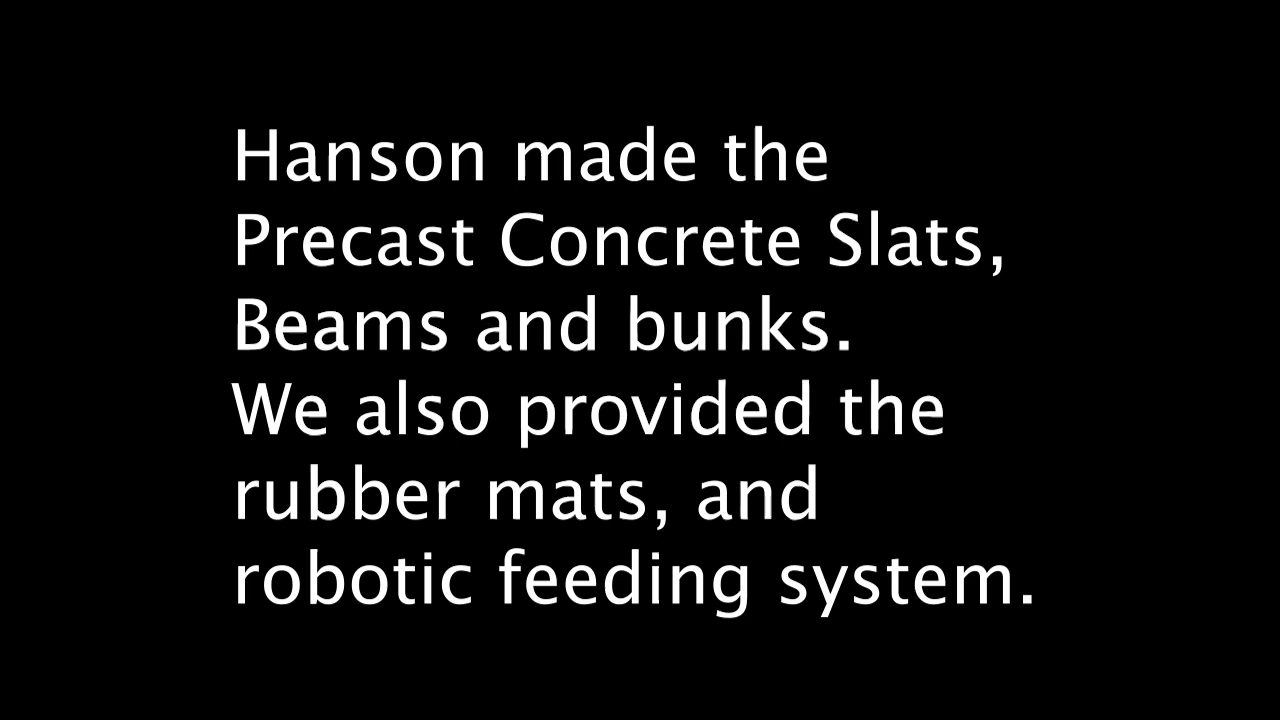 Hanson made the
Precast Concrete Slats,
Beams and bunks.
We also provided the
rubber mats, and
robotic feeding system.